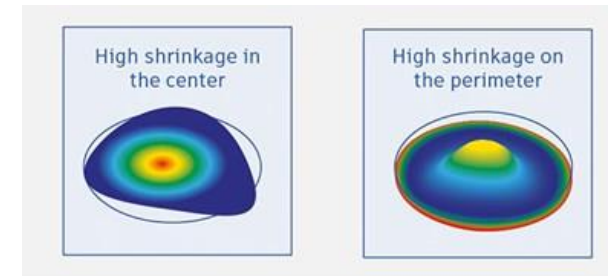 High shrinkage in
the center
High shrinkage on
the perimeter